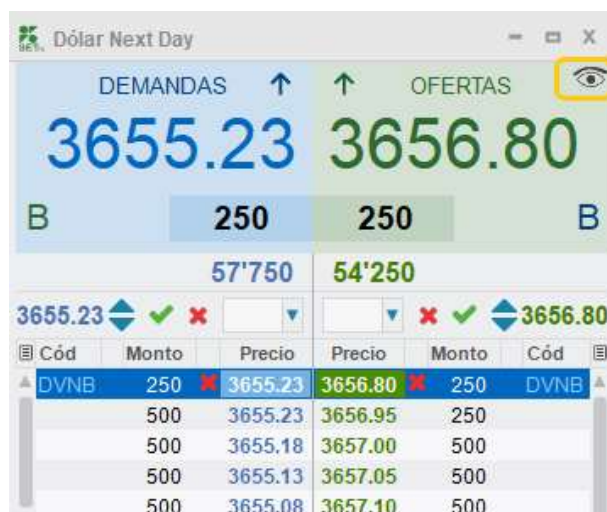 Dólar Next Day
DEMANDAS ↑ ↑ OFERTAS
3655.23 3656.80
B 250 250 B
57'750 54'250
3655.23 3656.80
Cód Monto Precio Precio Monto Cód
DVNB 250 3655.23 3656.80 250 DVNB
500 3655.23 3656.95 250
500 3655.18 3657.00 500
500 3655.13 3657.05 500
500 3655.08 3657.10 500